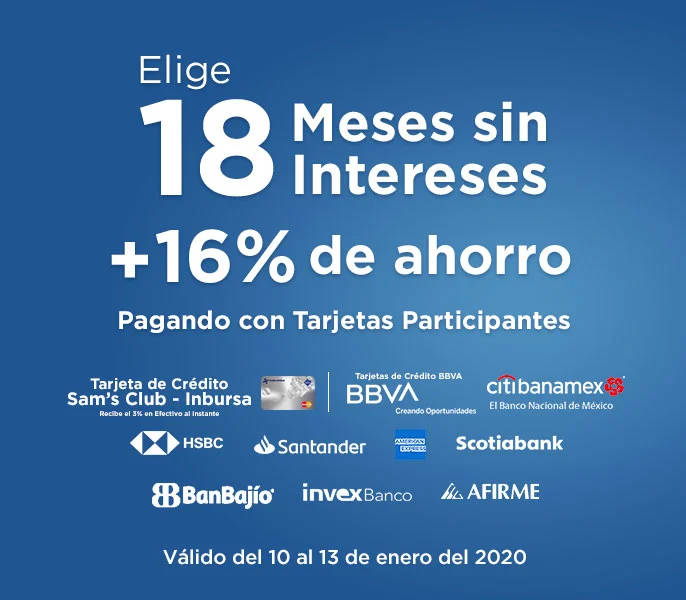 Elige
18 Meses sin
Intereses
+16% de ahorro
Pagando con Tarjetas Participantes
Tarjeta de Crédito
Sam's Club - Inbursa
Recibe el 3% en Efectivo al Instante
Tarjetas de Crédito BBVA
BBVA
Creando Oportunidades
citibanamex
El Banco Nacional de México
HSBC
Santander
AMERICAN
EXPRESS
Scotiabank
BanBajío
invex Banco
AFIRME
Válido del 10 al 13 de enero del 2020